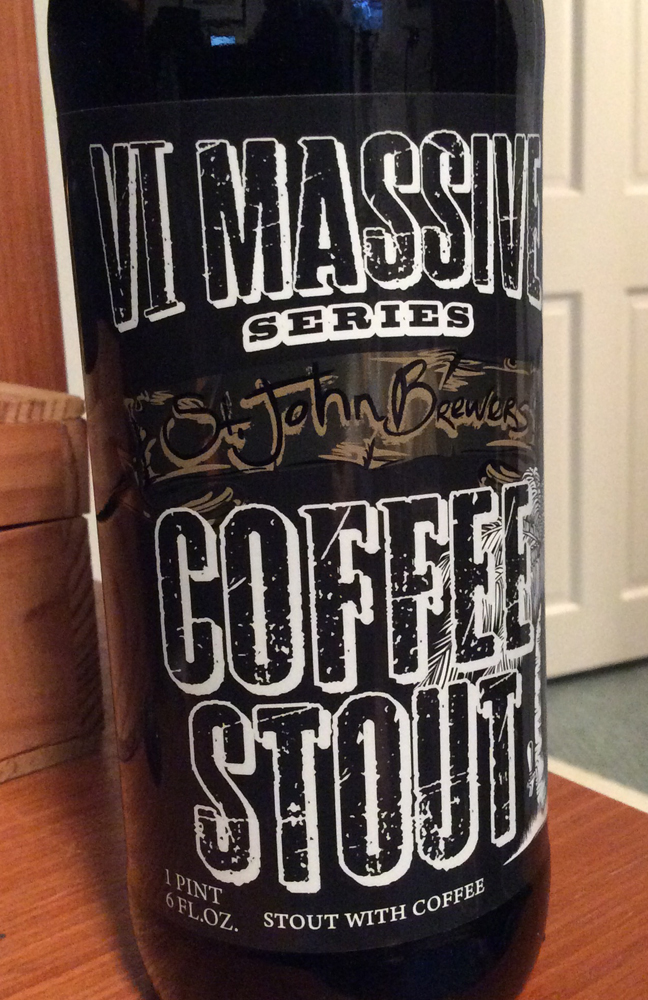 VI MASSIVE
SERIES
St. John Brewers
COFFEE
STOUT
1 PINT
6 FL.OZ.
STOUT WITH COFFEE